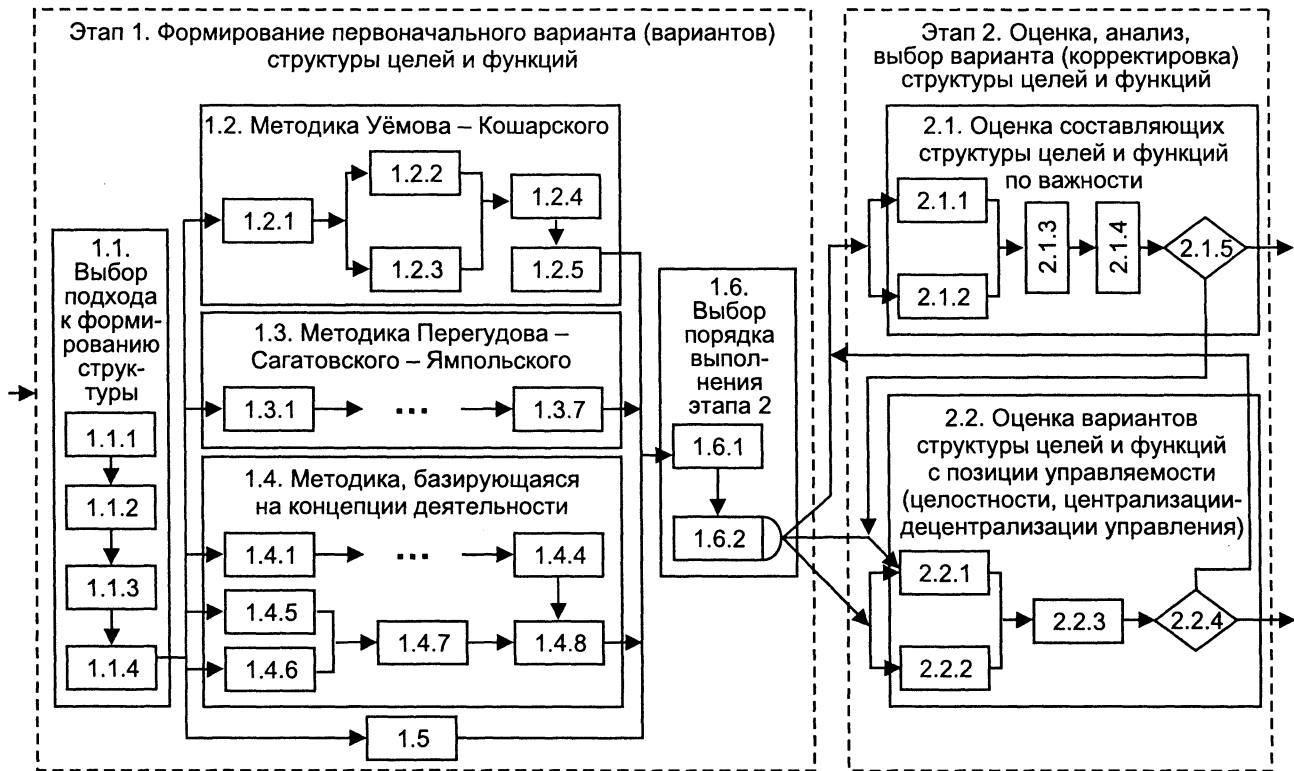 Этап 1. Формирование первоначального варианта (вариантов)
структуры целей и функций
1.1.
Выбор
подхода
к форми-
рованию
струк-
туры
1.1.1
1.1.2
1.1.3
1.1.4
1.2. Методика Уёмова – Кошарского
1.2.1
1.2.2
1.2.3
1.2.4
1.2.5
1.3. Методика Перегудова –
Сагатовского – Ямпольского
1.3.1
...
1.3.7
1.4. Методика, базирующаяся
на концепции деятельности
1.4.1
...
1.4.4
1.4.5
1.4.6
1.4.7
1.4.8
1.5
1.6.
Выбор
порядка
выпол-
нения
этапа 2
1.6.1
1.6.2
Этап 2. Оценка, анализ,
выбор варианта (корректировка)
структуры целей и функций
2.1. Оценка составляющих
структуры целей и функций
по важности
2.1.1
2.1.2
2.1.3
2.1.4
2.1.5
2.2. Оценка вариантов
структуры целей и функций
с позиции управляемости
(целостности, централизации-
децентрализации управления)
2.2.1
2.2.2
2.2.3
2.2.4